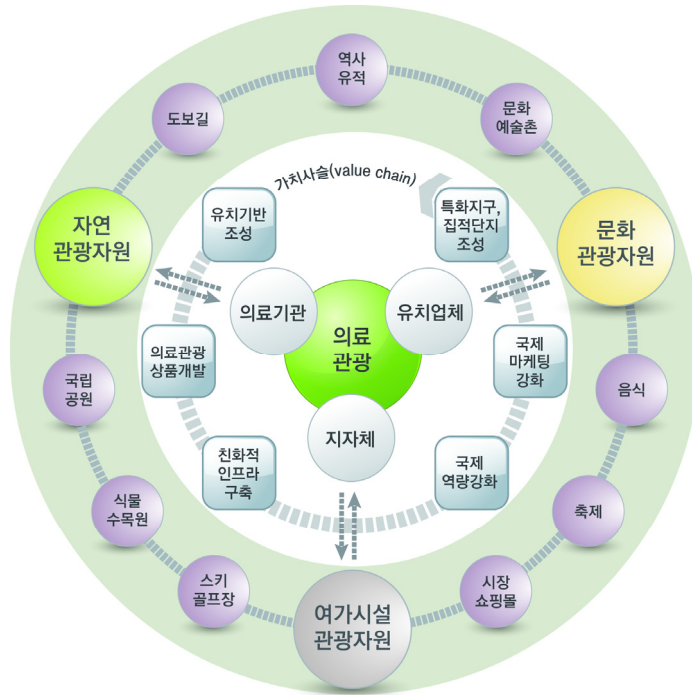 역사
유적
도보길
문화
예술촌
가치사슬(value chain)
자연
관광자원
유치기반
조성
특화지구,
집적단지
조성
문화
관광자원
의료기관
의료
관광
유치업체
의료관광
상품개발
국제
마케팅
강화
국립
공원
음식
지자체
친화적
인프라
구축
국제
역량강화
식물
수목원
축제
스키
골프장
여가시설
관광자원
시장
쇼핑몰